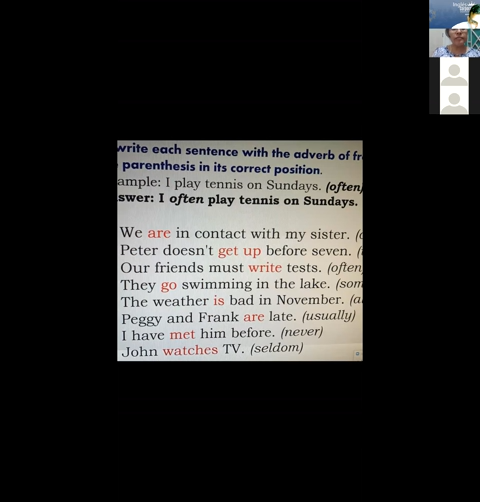 write each sentence with the adverb of
parenthesis in its correct position.
ample: I play tennis on Sundays. (often)
swer: I often play tennis on Sundays.
We are in contact with my sister.
Peter doesn't get up before seven.
Our friends must write tests. (often
They go swimming in the lake. (som
The weather is bad in November. (a
Peggy and Frank are late. (usually)
I have met him before. (never)
John watches TV. (seldom)